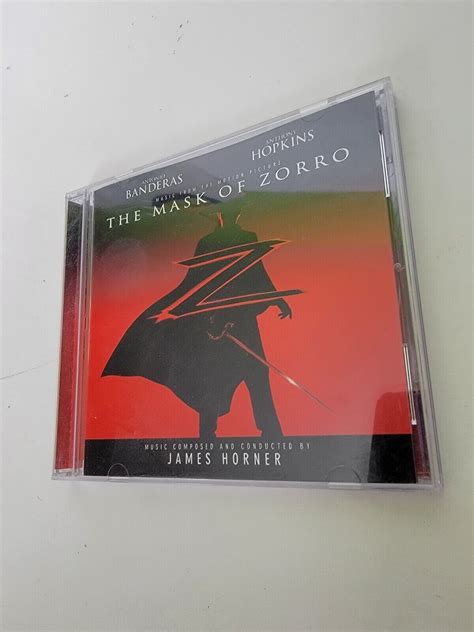 ANTONIO
BANDERAS
ANTHONY
HOPKINS
MUSIC FROM THE MOTION PICTURE
THE MASK OF ZORRO
Z
MUSIC COMPOSED AND CONDUCTED BY
JAMES HORNER